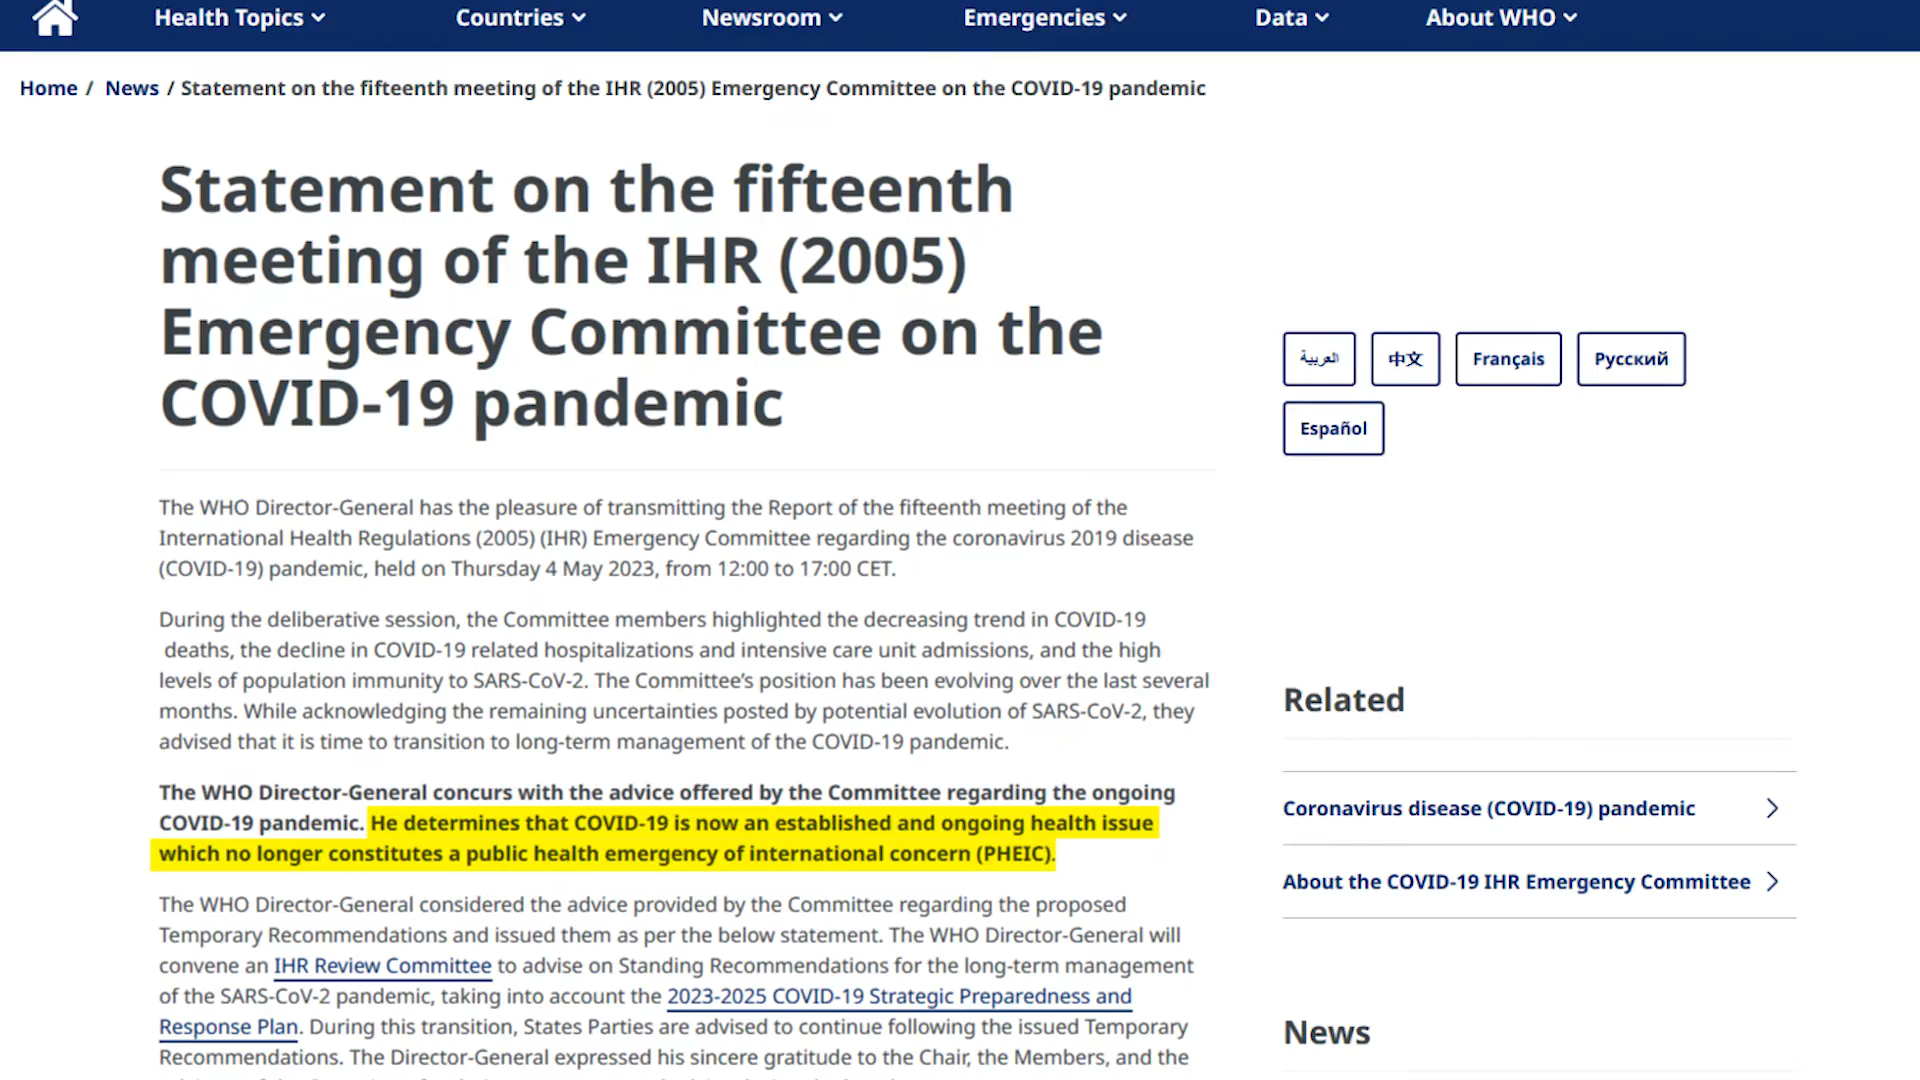 Health Topics
Countries
Newsroom
Emergencies
Data
About WHO
Home / News / Statement on the fifteenth meeting of the IHR (2005) Emergency Committee on the COVID-19 pandemic
Statement on the fifteenth
meeting of the IHR (2005)
Emergency Committee on the
COVID-19 pandemic
العربية
中文
Français
Русский
Español
The WHO Director-General has the pleasure of transmitting the Report of the fifteenth meeting of the
International Health Regulations (2005) (IHR) Emergency Committee regarding the coronavirus 2019 disease
(COVID-19) pandemic, held on Thursday 4 May 2023, from 12:00 to 17:00 CET.
During the deliberative session, the Committee members highlighted the decreasing trend in COVID-19
deaths, the decline in COVID-19 related hospitalizations and intensive care unit admissions, and the high
levels of population immunity to SARS-CoV-2. The Committee’s position has been evolving over the last several
months. While acknowledging the remaining uncertainties posted by potential evolution of SARS-CoV-2, they
advised that it is time to transition to long-term management of the COVID-19 pandemic.
The WHO Director-General concurs with the advice offered by the Committee regarding the ongoing
COVID-19 pandemic. He determines that COVID-19 is now an established and ongoing health issue
which no longer constitutes a public health emergency of international concern (PHEIC).
The WHO Director-General considered the advice provided by the Committee regarding the proposed
Temporary Recommendations and issued them as per the below statement. The WHO Director-General will
convene an IHR Review Committee to advise on Standing Recommendations for the long-term management
of the SARS-CoV-2 pandemic, taking into account the 2023-2025 COVID-19 Strategic Preparedness and
Response Plan. During this transition, States Parties are advised to continue following the issued Temporary
Recommendations. The Director-General expressed his sincere gratitude to the Chair, the Members, and the
Related
Coronavirus disease (COVID-19) pandemic
About the COVID-19 IHR Emergency Committee
News